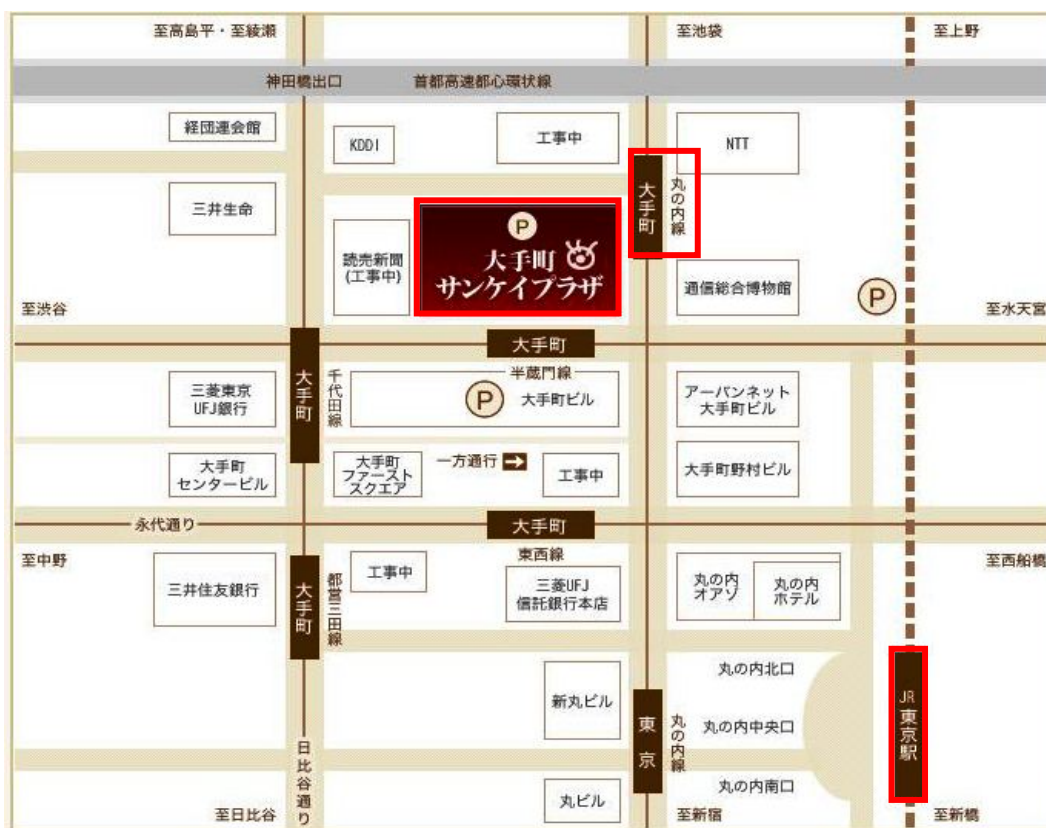 至高島平・至綾瀬
至池袋
至上野
神田橋出口
首都高速都心環状線
経団連会館
KDDI
工事中
NTT
大手町
丸の内線
三井生命
読売新聞
(工事中)
P
大手町
サンケイプラザ
通信総合博物館
P
至渋谷
至水天宮
大手町
半蔵門線
大手町
千代田線
三菱東京
UFJ銀行
P
大手町ビル
アーバンネット
大手町ビル
大手町
センタービル
大手町
ファースト
スクエア
一方通行
工事中
大手町野村ビル
永代通り
大手町
東西線
至中野
至西船橋
三井住友銀行
大手町
都営三田線
工事中
三菱UFJ
信託銀行本店
丸の内
オアゾ
丸の内
ホテル
新丸ビル
東京
丸の内線
丸の内北口
丸の内中央口
丸の内南口
JR東京駅
日比谷通り
丸ビル
至日比谷
至新宿
至新橋